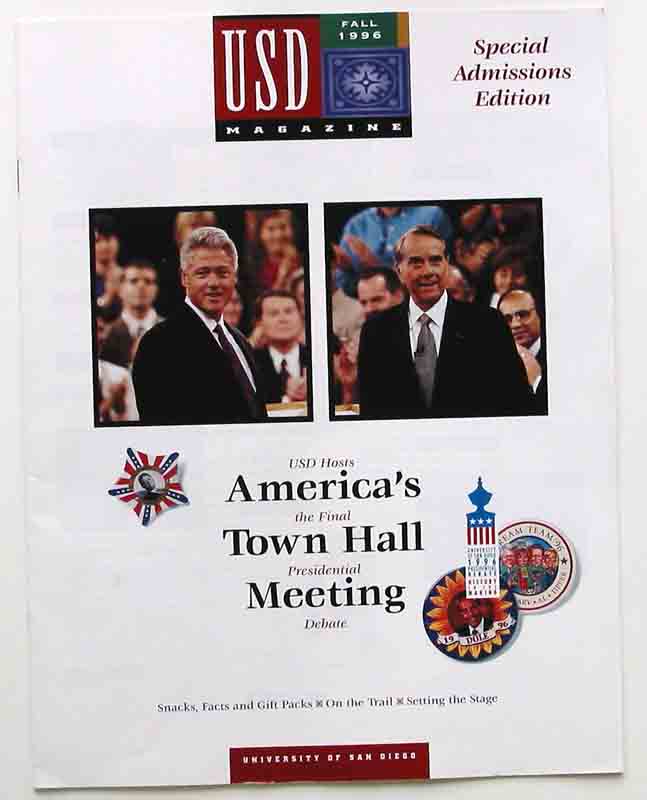 USD
FALL
1996
MAGAZINE
Special
Admissions
Edition
USD Hosts
America's
the Final
Town Hall
Presidential
Meeting
Debate
UNIVERSITY
OF SAN DIEGO
1996
PRESIDENTIAL
DEBATE
HISTORY
IN THE
MAKING
TEAM '96
19 96
DOLE
Snacks, Facts and Gift Packs ※ On the Trail ※ Setting the Stage
UNIVERSITY OF SAN DIEGO